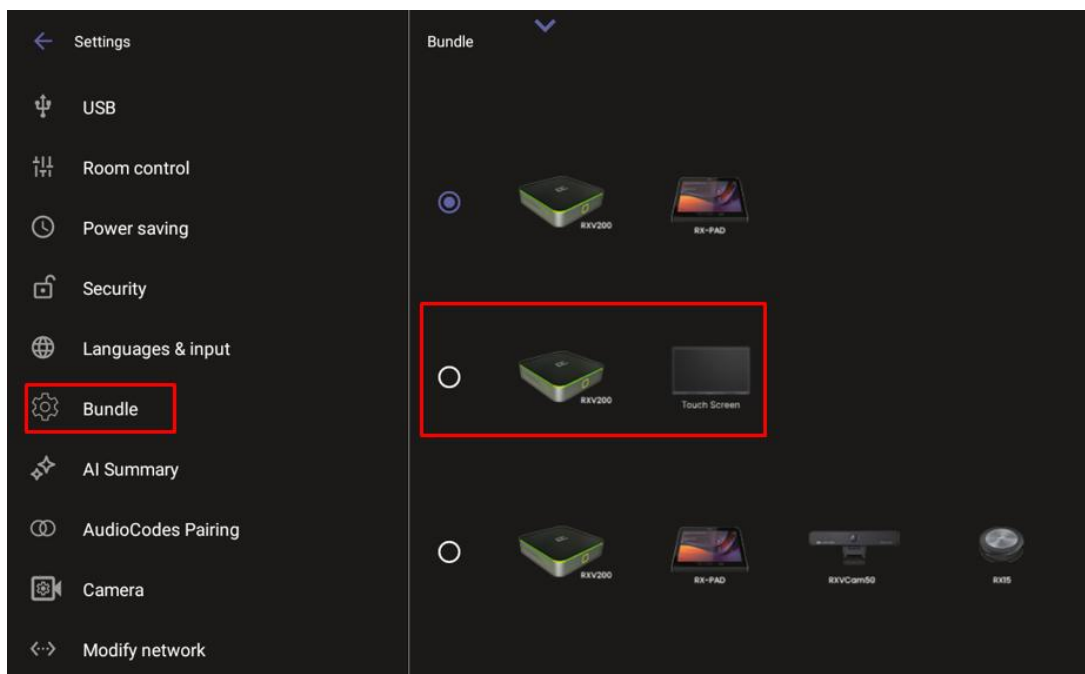 Settings
USB
Room control
Power saving
Security
Languages & input
Bundle
AI Summary
AudioCodes Pairing
Camera
Modify network
Bundle
RXV200
RX-PAD
RXV200
Touch Screen
RXV200
RX-PAD
RXVCam50
RX15